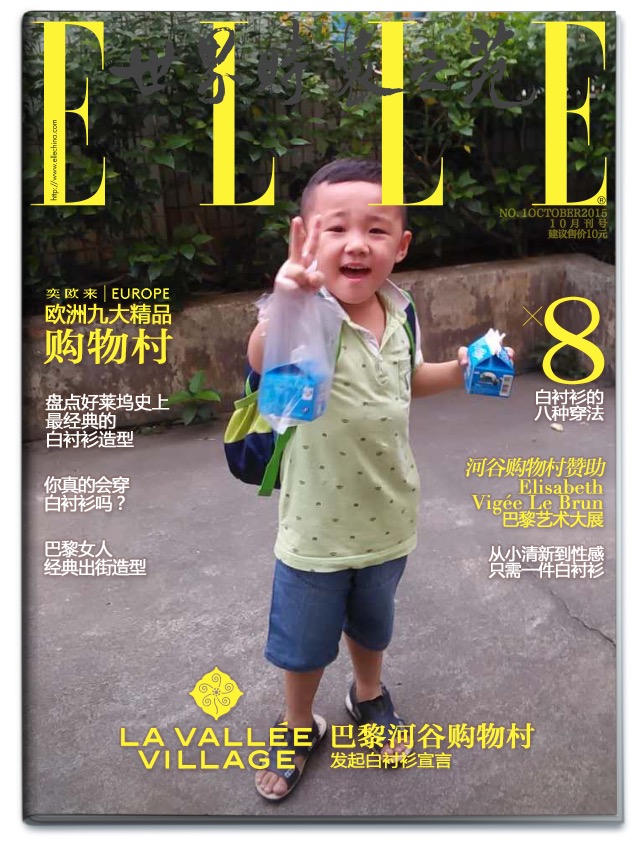 ELLE
世界時裝之苑
http://www.ellechina.com
®
NO.1OCTOBER2015
10月刊号
建议售价10元
奕欧来 | EUROPE
欧洲九大精品
购物村
盘点好莱坞史上
最经典的
白衬衫造型
你真的会穿
白衬衫吗？
巴黎女人
经典出街造型
×8
白衬衫的
八种穿法
河谷购物村赞助
Elisabeth
Vigée Le Brun
巴黎艺术大展
从小清新到性感
只需一件白衬衫
LA VALLÉE
VILLAGE
巴黎河谷购物村
发起白衬衫宣言